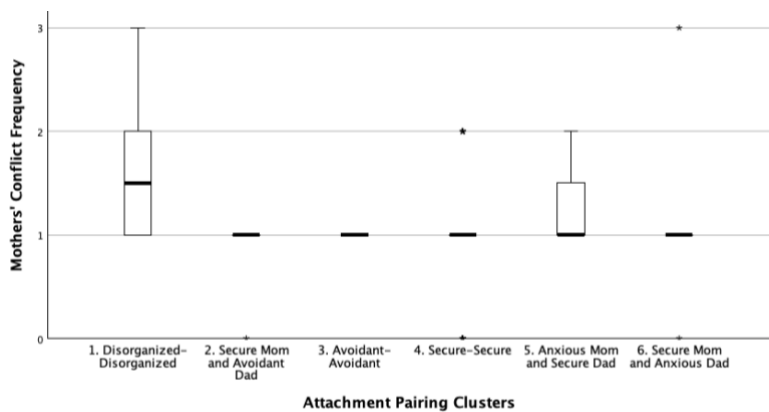 Mothers' Conflict Frequency
3
2
1
0
1. Disorganized-
Disorganized
2. Secure Mom
and Avoidant
Dad
3. Avoidant-
Avoidant
4. Secure-Secure
5. Anxious Mom
and Secure Dad
6. Secure Mom
and Anxious Dad
Attachment Pairing Clusters